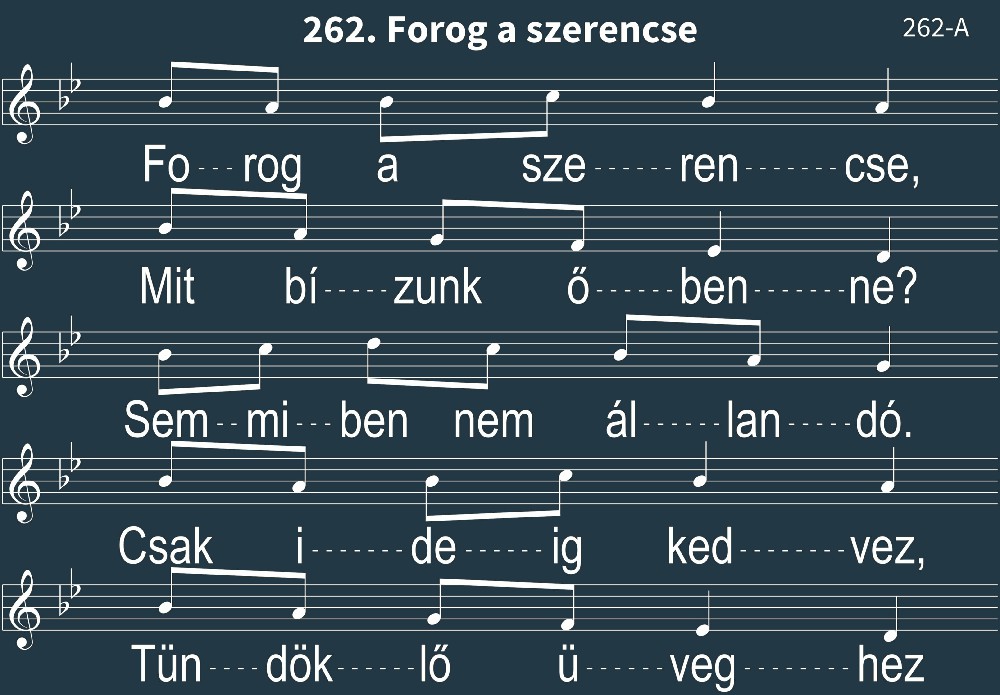 262. Forog a szerencse
262-A
Fo---rog a sze------ren-------cse,
Mit bí-----zunk ő------ben-------ne?
Sem--mi---ben nem ál------lan-----dó.
Csak i-------de------ig ked--------vez,
Tün----dök------lő ü------veg---------hez